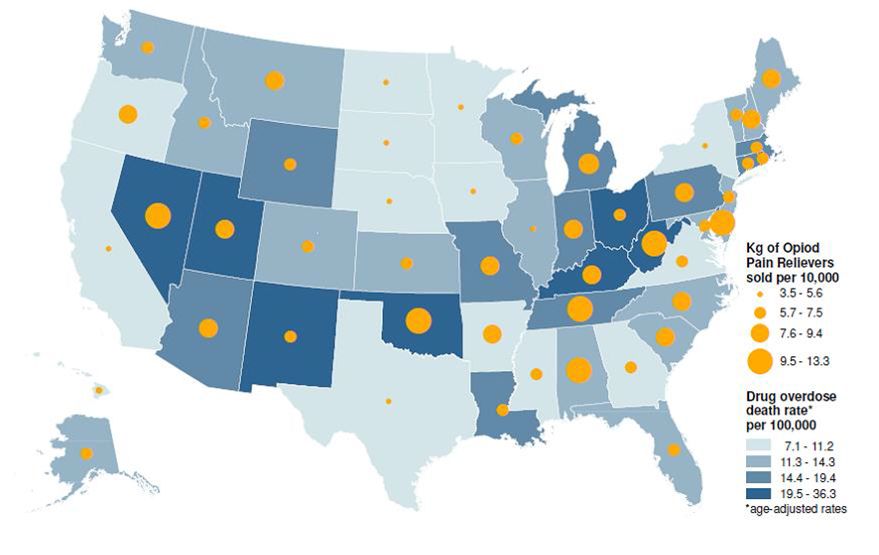 Kg of Opiod
Pain Relievers
sold per 10,000
3.5 - 5.6
5.7 - 7.5
7.6 - 9.4
9.5 - 13.3
Drug overdose
death rate*
per 100,000
7.1 - 11.2
11.3 - 14.3
14.4 - 19.4
19.5 - 36.3
*age-adjusted rates